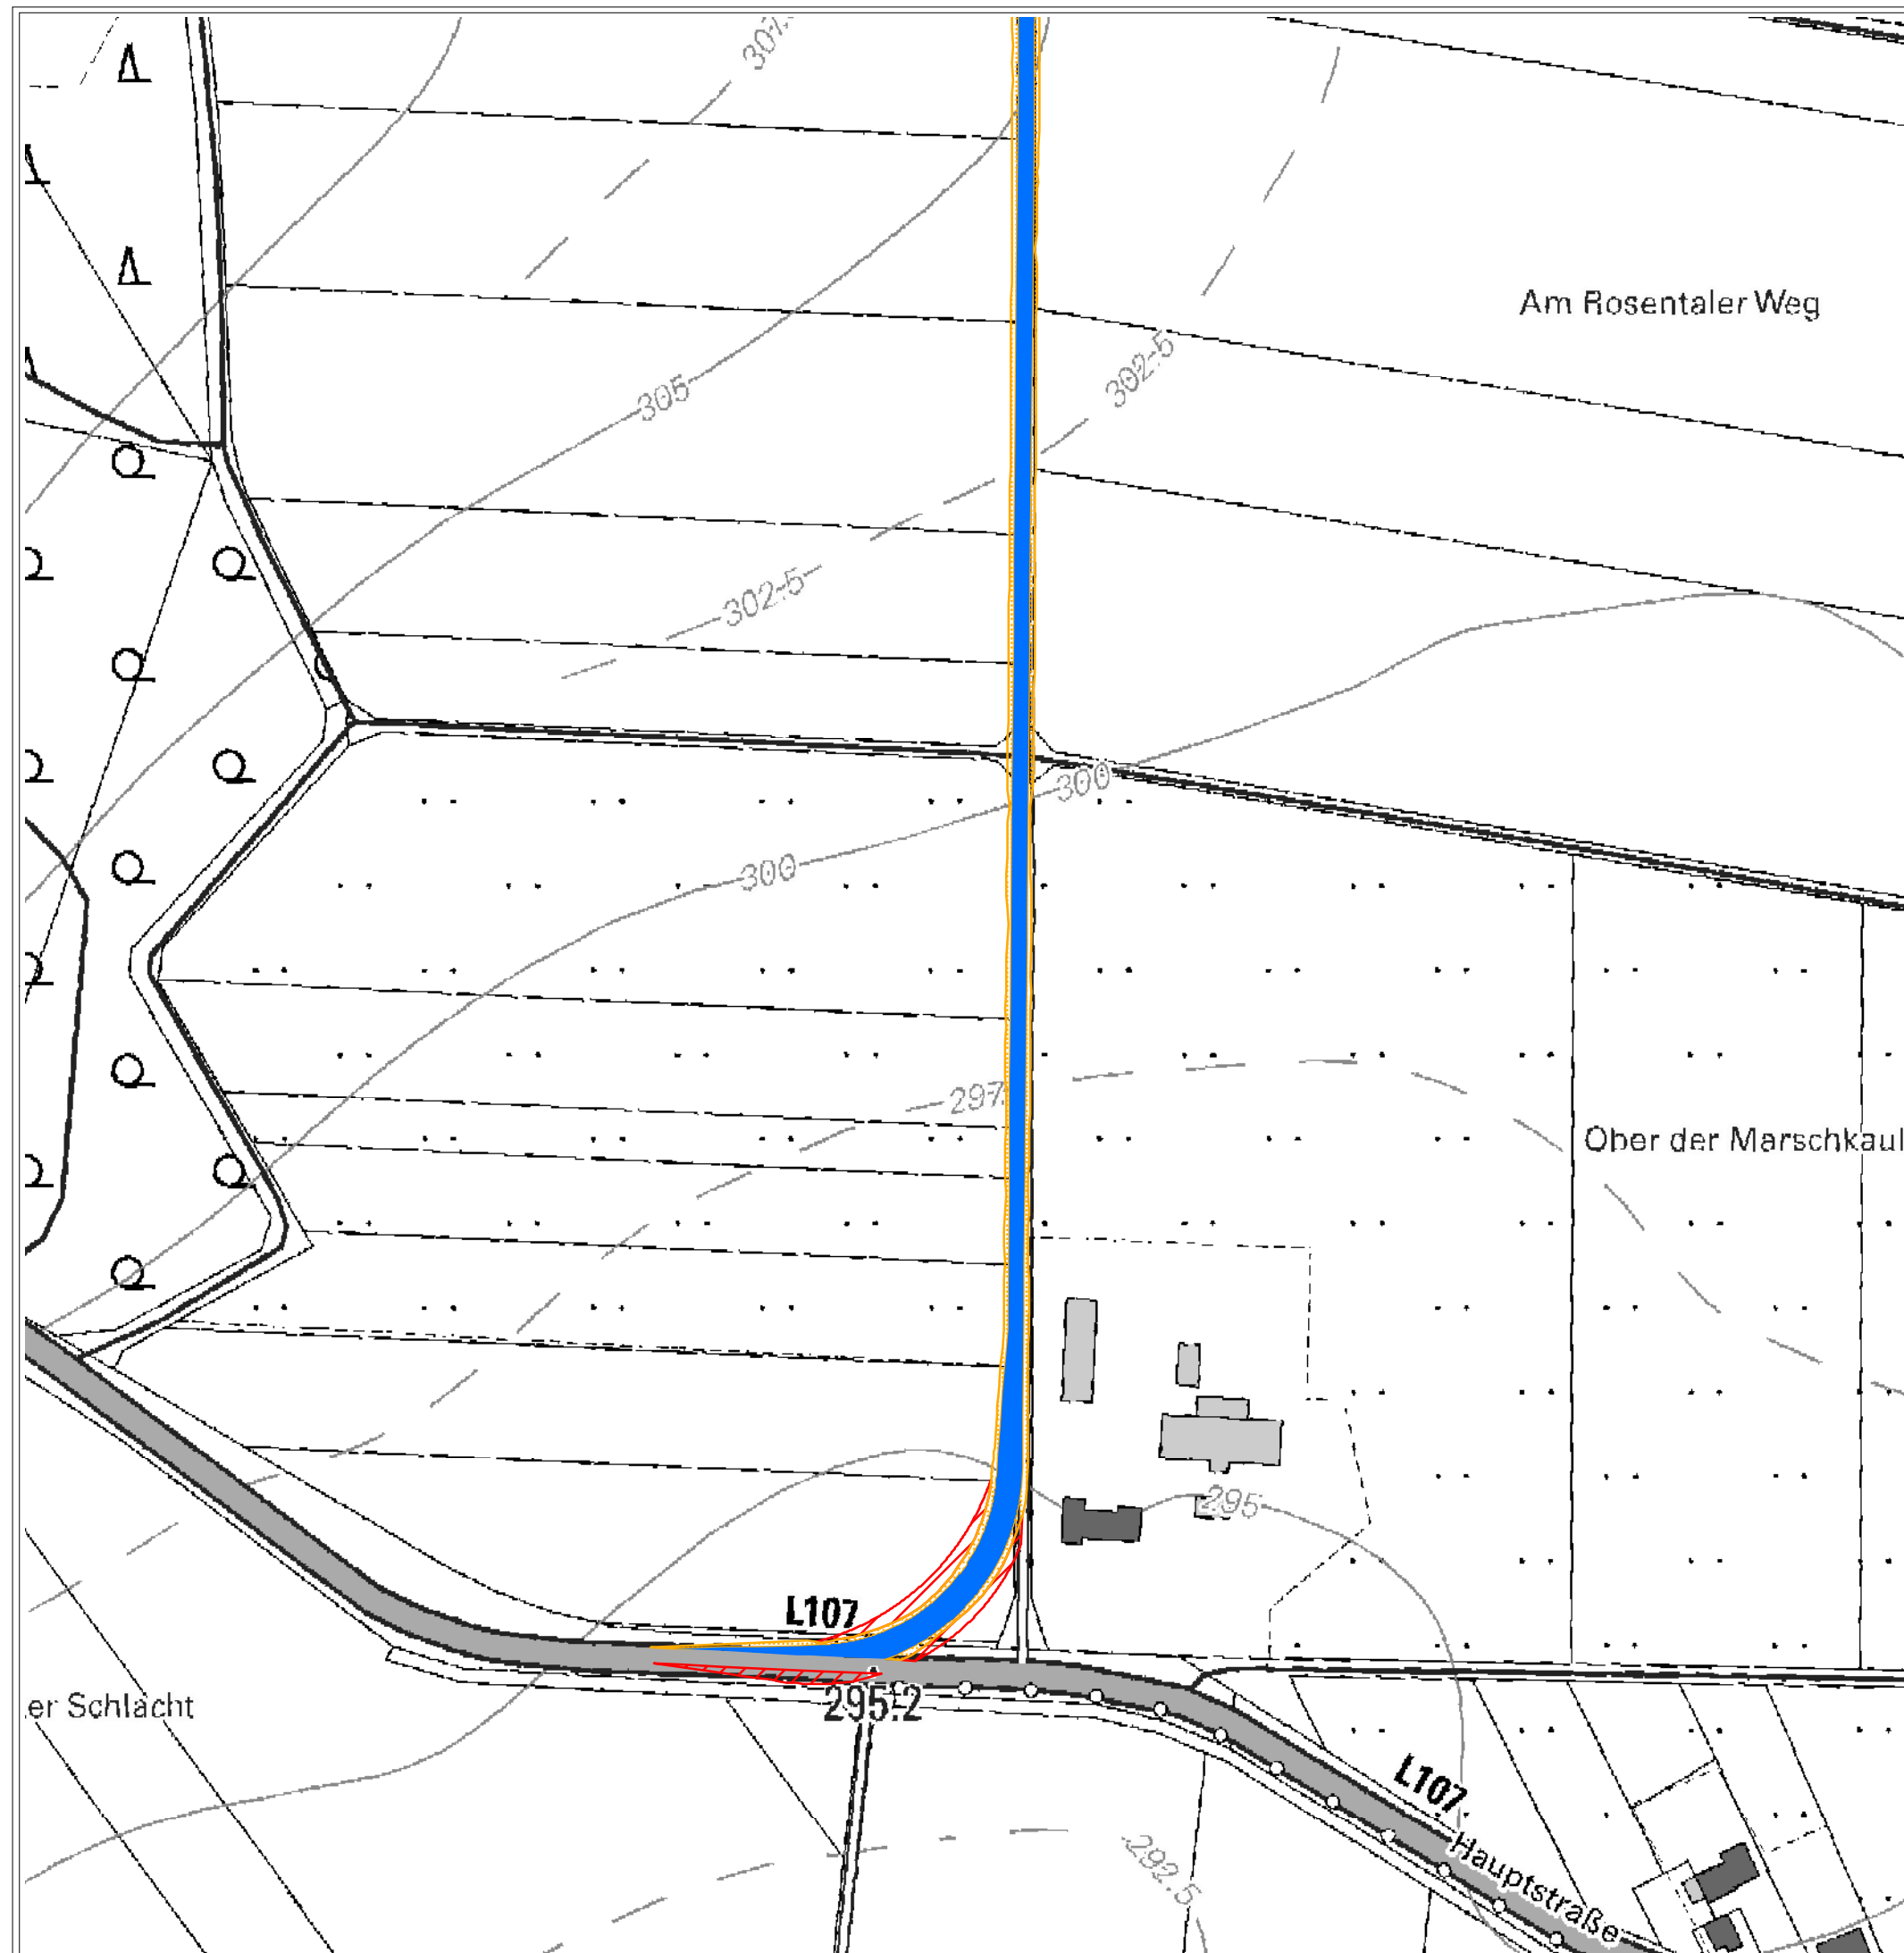 307.
Am Rosentaler Weg
302.5
305
302.5
300
300
297.
Ober der Marschkaul
295
L107
295.2
er Schlacht
L107
Hauptstraße
292.5